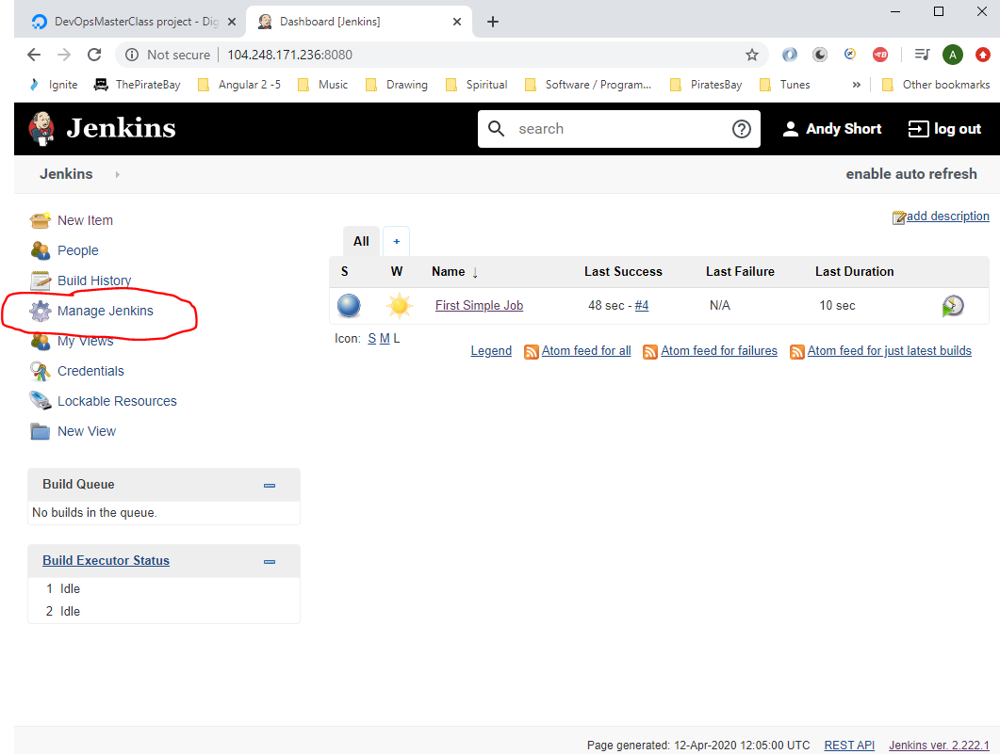 DevOpsMasterClass project - Dig
Dashboard [Jenkins]
Not secure | 104.248.171.236:8080
A
Ignite ThePirateBay Angular 2 -5 Music Drawing Spiritual Software / Program... PiratesBay Tunes » Other bookmarks
Jenkins search Andy Short log out
Jenkins enable auto refresh
add description
New Item
People
Build History
Manage Jenkins
My Views
Credentials
Lockable Resources
New View
All +
S W Name ↓ Last Success Last Failure Last Duration
First Simple Job 48 sec - #4 N/A 10 sec
Icon: S M L
Legend Atom feed for all Atom feed for failures Atom feed for just latest builds
Build Queue
No builds in the queue.
Build Executor Status
1 Idle
2 Idle
Page generated: 12-Apr-2020 12:05:00 UTC REST API Jenkins ver. 2.222.1